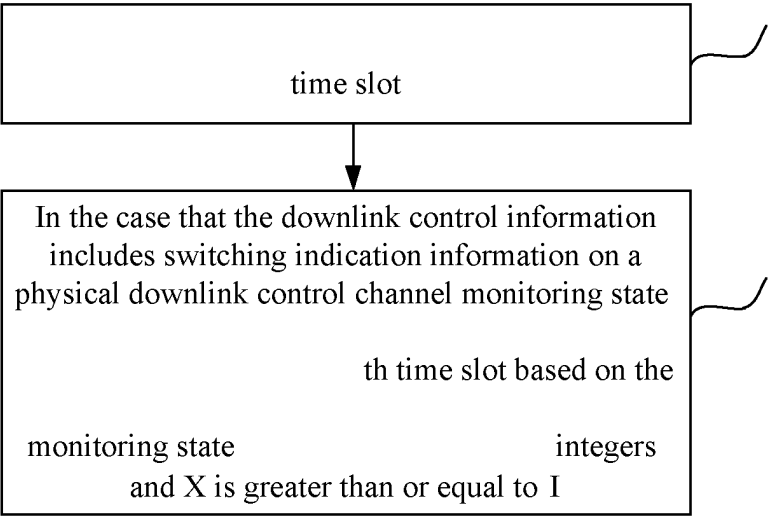 time slot
In the case that the downlink control information
includes switching indication information on a
physical downlink control channel monitoring state
th time slot based on the
monitoring state integers
and X is greater than or equal to I